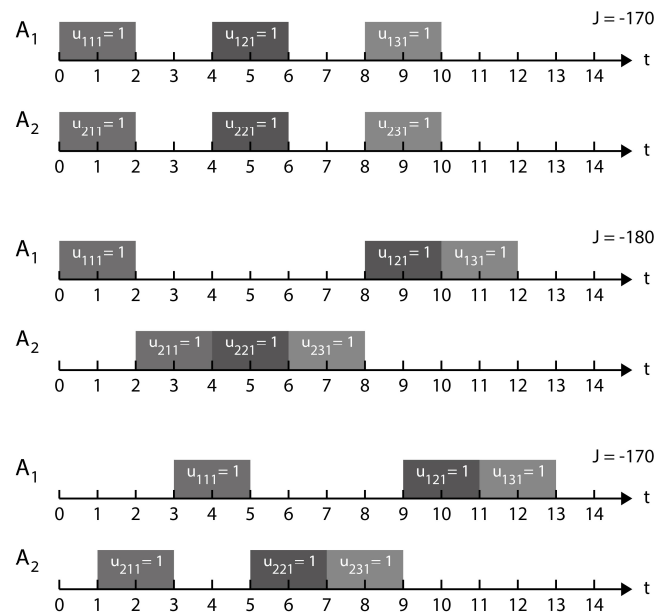 J = -170
A1 u111= 1 u121= 1 u131= 1
0 1 2 3 4 5 6 7 8 9 10 11 12 13 14 t
A2 u211= 1 u221= 1 u231= 1
0 1 2 3 4 5 6 7 8 9 10 11 12 13 14 t
J = -180
A1 u111= 1 u121= 1 u131= 1
0 1 2 3 4 5 6 7 8 9 10 11 12 13 14 t
A2 u211= 1 u221= 1 u231= 1
0 1 2 3 4 5 6 7 8 9 10 11 12 13 14 t
J = -170
A1 u111= 1 u121= 1 u131= 1
0 1 2 3 4 5 6 7 8 9 10 11 12 13 14 t
A2 u211= 1 u221= 1 u231= 1
0 1 2 3 4 5 6 7 8 9 10 11 12 13 14 t